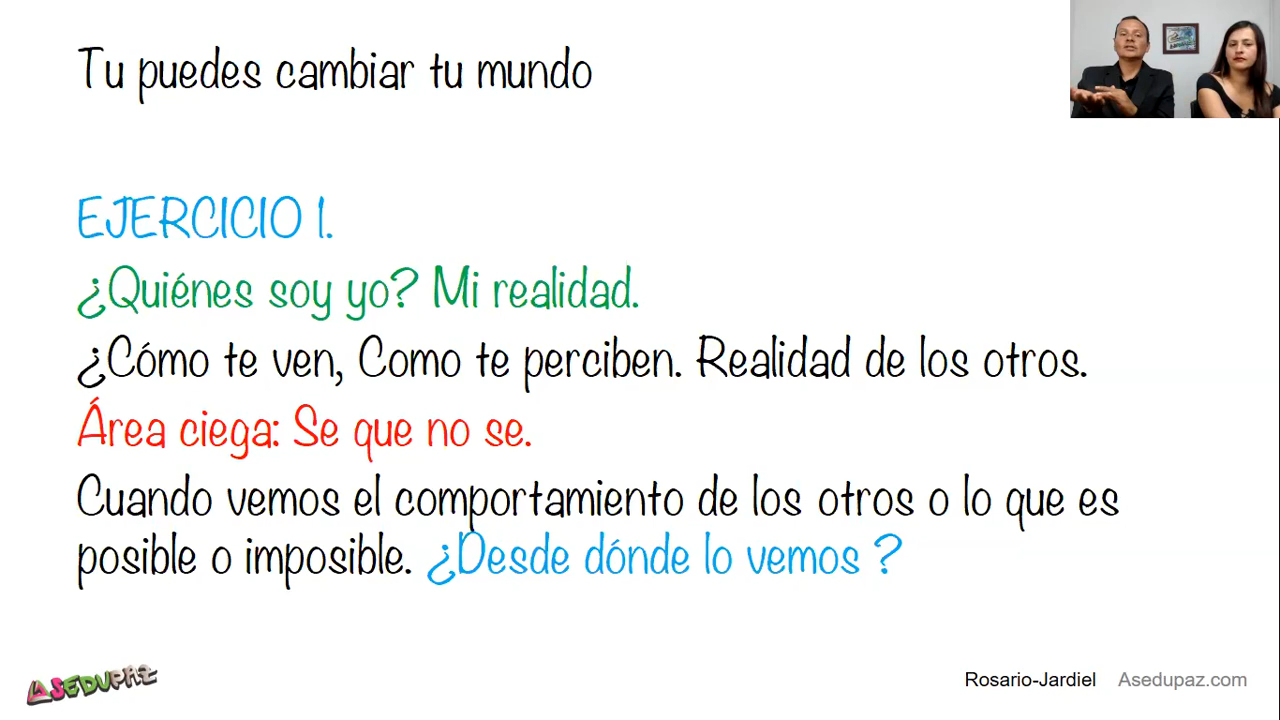 Tu puedes cambiar tu mundo
EJERCICIO 1.
¿Quiénes soy yo? Mi realidad.
¿Cómo te ven, Como te perciben. Realidad de los otros.
Área ciega: Se que no se.
Cuando vemos el comportamiento de los otros o lo que es
posible o imposible. ¿Desde dónde lo vemos ?
ASEDUPAZ
Rosario-Jardiel Asedupaz.com